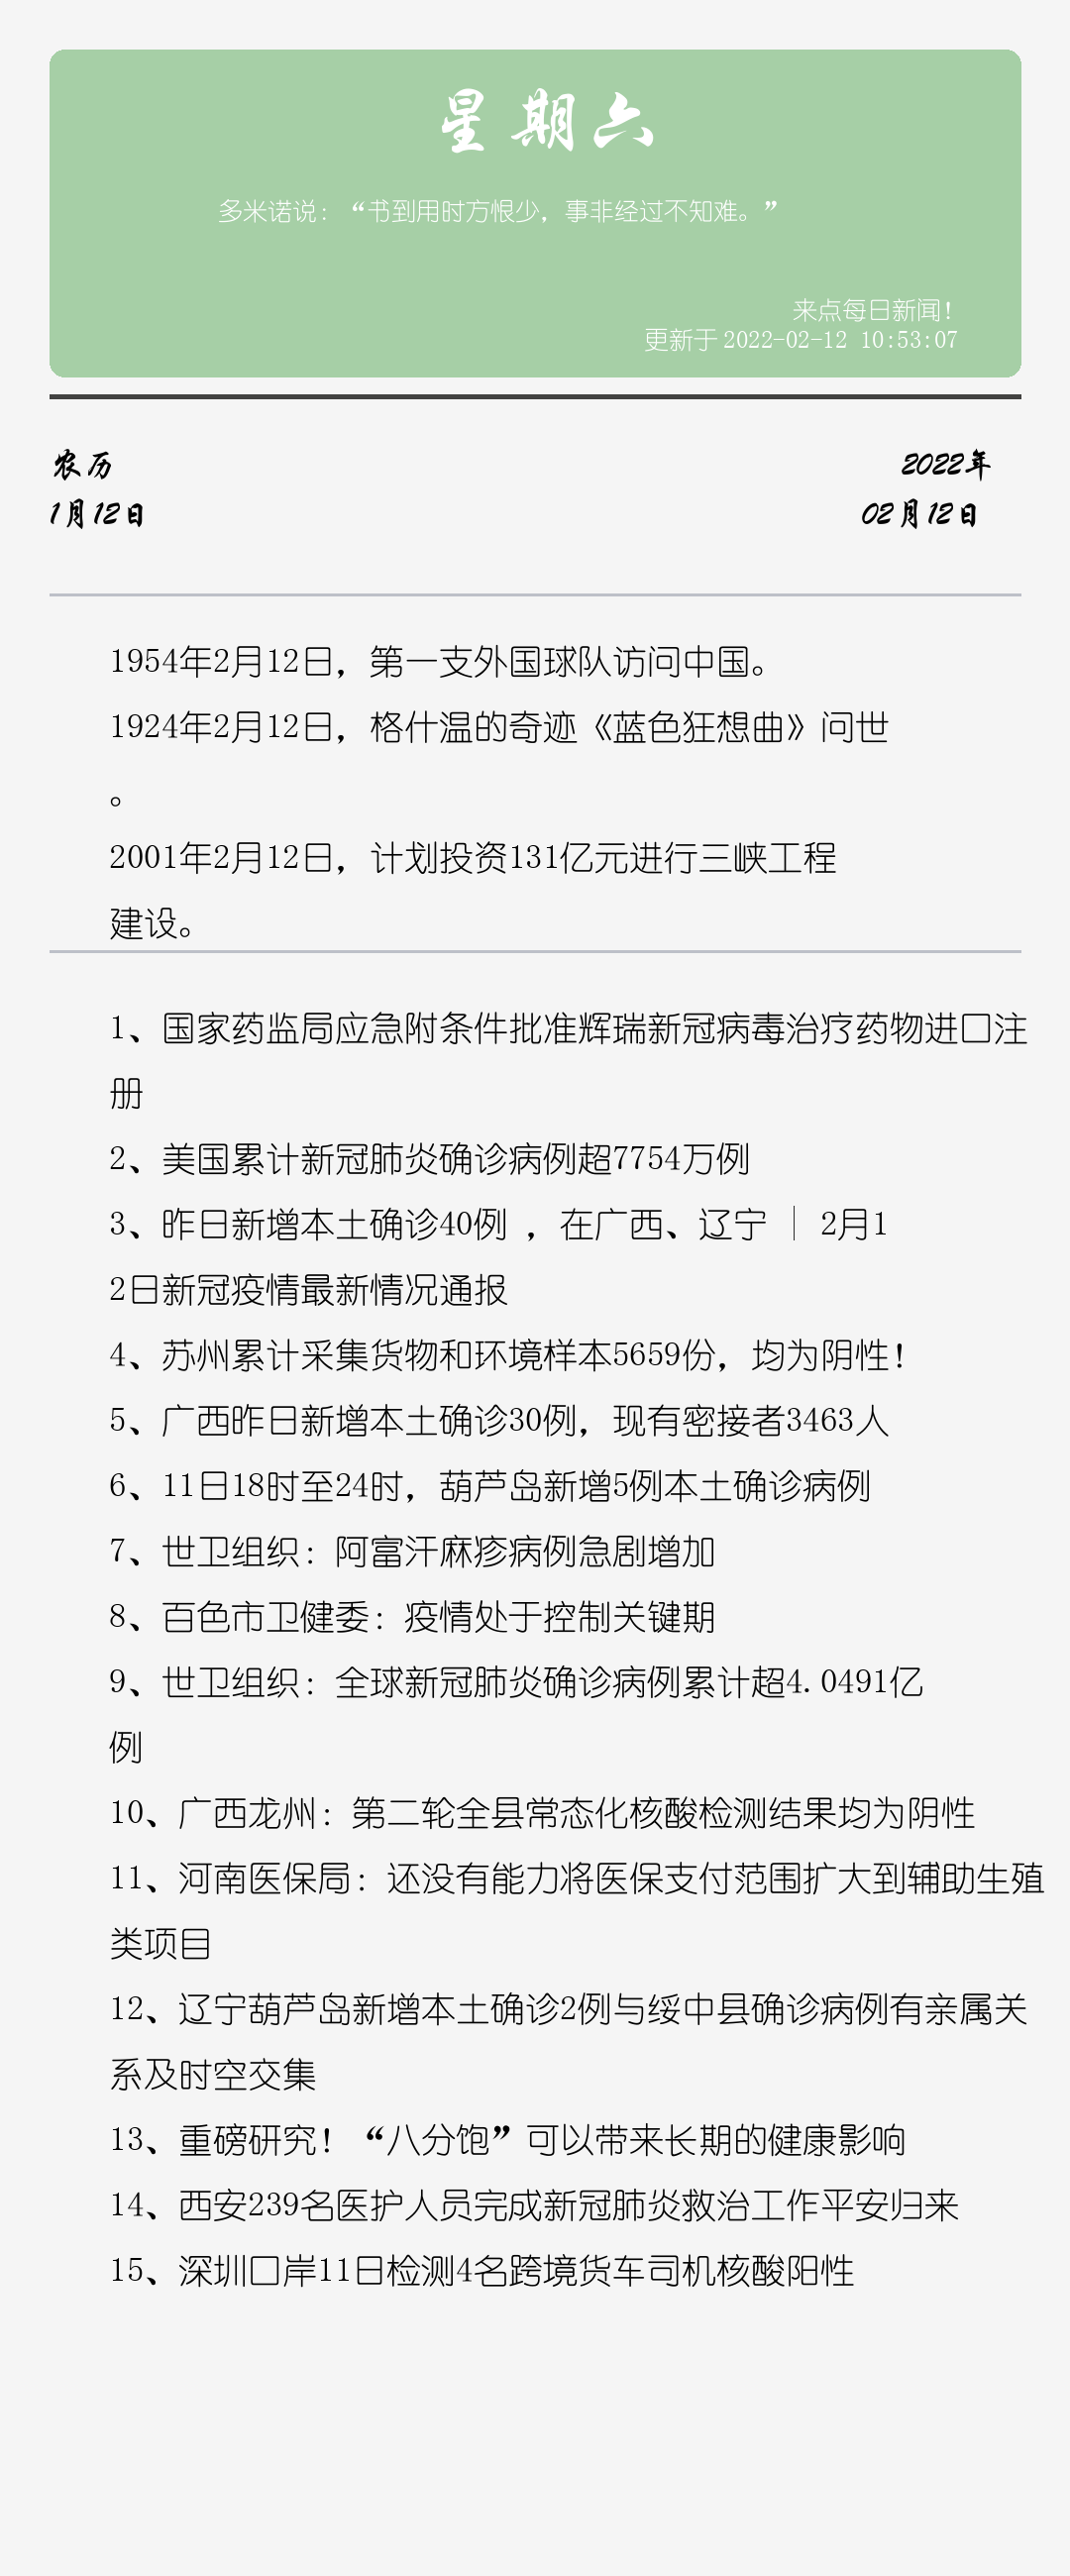 星期六
多米诺说：“书到用时方恨少，事非经过不知难。”
来点每日新闻！
更新于 2022-02-12 10:53:07
农历
2022年
1月12日
02月12日
1954年2月12日，第一支外国球队访问中国。
1924年2月12日，格什温的奇迹《蓝色狂想曲》问世
。
2001年2月12日，计划投资131亿元进行三峡工程
建设。
1、国家药监局应急附条件批准辉瑞新冠病毒治疗药物进口注
册
2、美国累计新冠肺炎确诊病例超7754万例
3、昨日新增本土确诊40例 ，在广西、辽宁 ｜ 2月1
2日新冠疫情最新情况通报
4、苏州累计采集货物和环境样本5659份，均为阴性！
5、广西昨日新增本土确诊30例，现有密接者3463人
6、11日18时至24时，葫芦岛新增5例本土确诊病例
7、世卫组织：阿富汗麻疹病例急剧增加
8、百色市卫健委：疫情处于控制关键期
9、世卫组织：全球新冠肺炎确诊病例累计超4.0491亿
例
10、广西龙州：第二轮全县常态化核酸检测结果均为阴性
11、河南医保局：还没有能力将医保支付范围扩大到辅助生殖
类项目
12、辽宁葫芦岛新增本土确诊2例与绥中县确诊病例有亲属关
系及时空交集
13、重磅研究！“八分饱”可以带来长期的健康影响
14、西安239名医护人员完成新冠肺炎救治工作平安归来
15、深圳口岸11日检测4名跨境货车司机核酸阳性